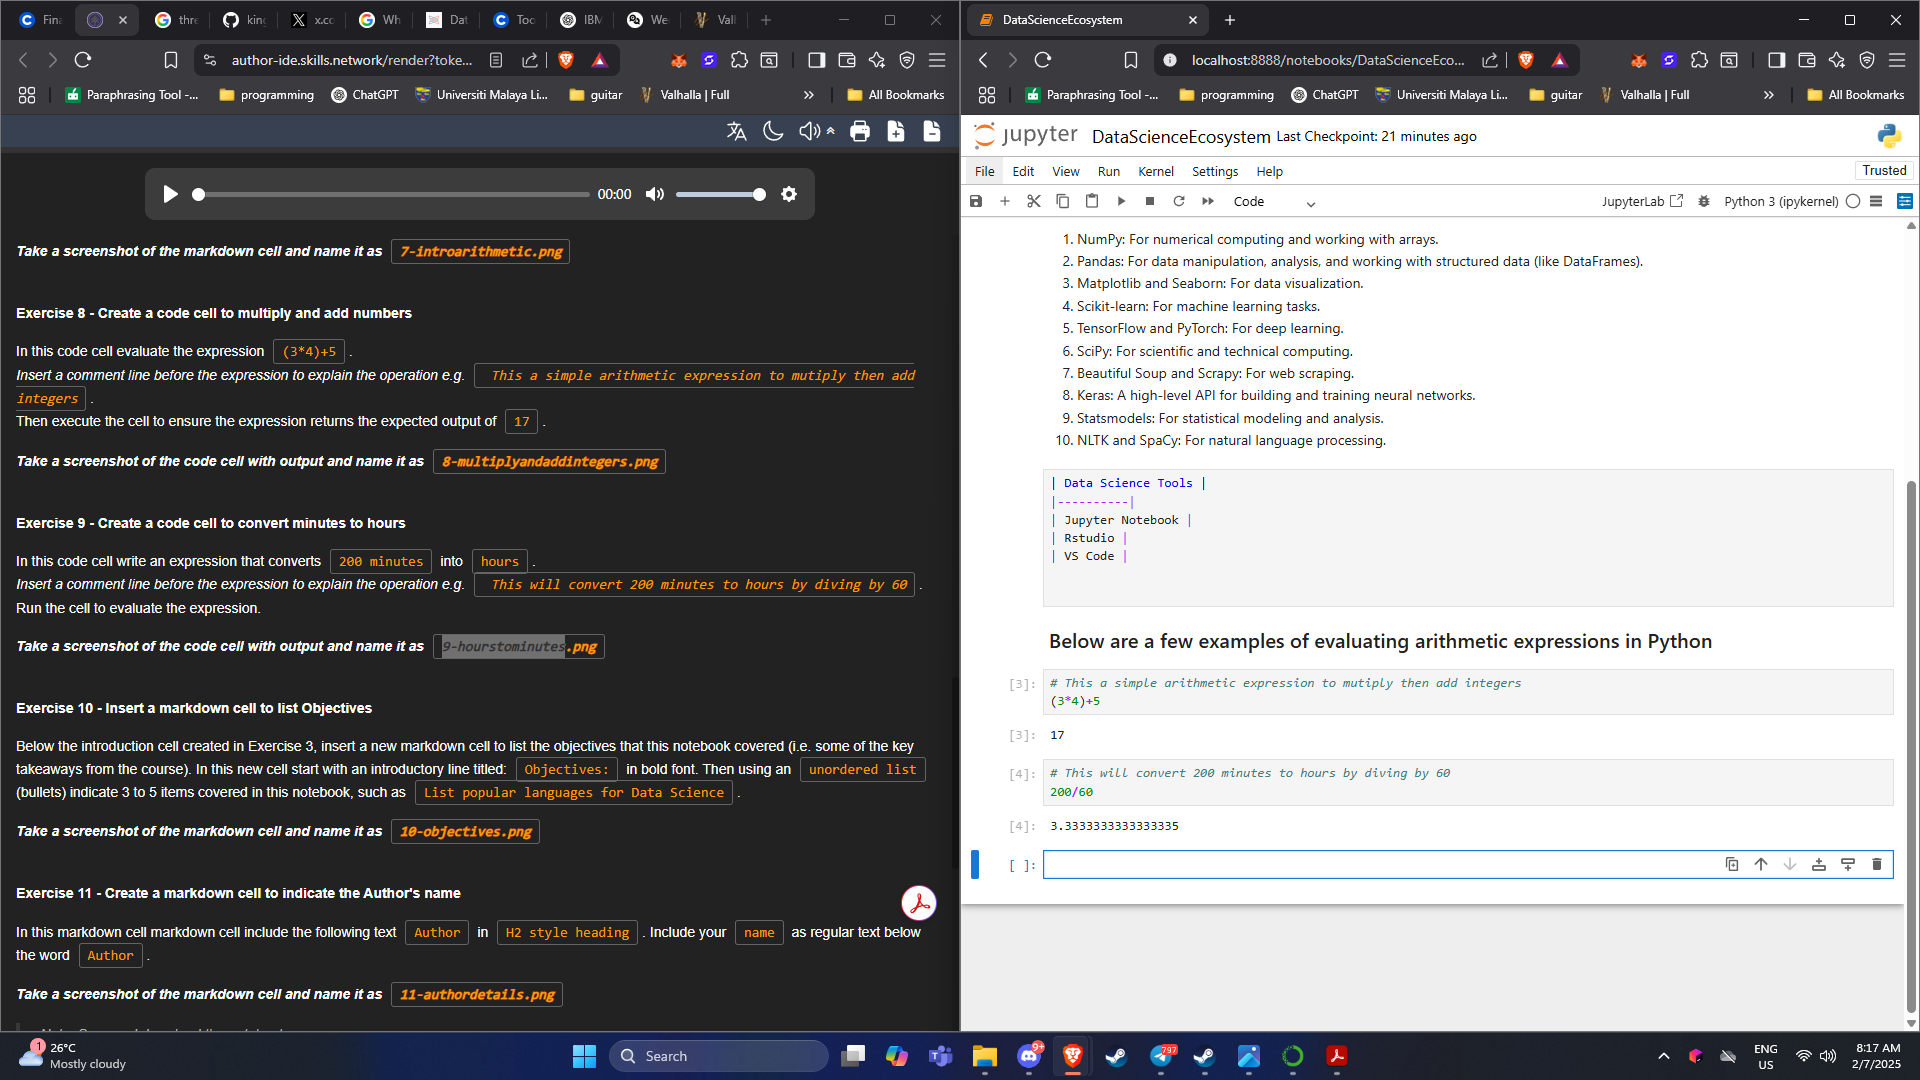 Fina
thre
king
x.co
Wh
Dat
Too
IBM
We
Vall
author-ide.skills.network/render?toke...
Paraphrasing Tool -...
programming
ChatGPT
Universiti Malaya Li...
guitar
Valhalla | Full
All Bookmarks
00:00
Take a screenshot of the markdown cell and name it as 7-introarithmetic.png
Exercise 8 - Create a code cell to multiply and add numbers
In this code cell evaluate the expression (3*4)+5 .
Insert a comment line before the expression to explain the operation e.g. This a simple arithmetic expression to mutiply then add
integers .
Then execute the cell to ensure the expression returns the expected output of 17 .
Take a screenshot of the code cell with output and name it as 8-multiplyandaddintegers.png
Exercise 9 - Create a code cell to convert minutes to hours
In this code cell write an expression that converts 200 minutes into hours .
Insert a comment line before the expression to explain the operation e.g. This will convert 200 minutes to hours by diving by 60 .
Run the cell to evaluate the expression.
Take a screenshot of the code cell with output and name it as 9-hourstominutes.png
Exercise 10 - Insert a markdown cell to list Objectives
Below the introduction cell created in Exercise 3, insert a new markdown cell to list the objectives that this notebook covered (i.e. some of the key
takeaways from the course). In this new cell start with an introductory line titled: Objectives: in bold font. Then using an unordered list
(bullets) indicate 3 to 5 items covered in this notebook, such as List popular languages for Data Science .
Take a screenshot of the markdown cell and name it as 10-objectives.png
Exercise 11 - Create a markdown cell to indicate the Author's name
In this markdown cell markdown cell include the following text Author in H2 style heading . Include your name as regular text below
the word Author .
Take a screenshot of the markdown cell and name it as 11-authordetails.png
DataScienceEcosystem
localhost:8888/notebooks/DataScienceEco...
Paraphrasing Tool -...
programming
ChatGPT
Universiti Malaya Li...
guitar
Valhalla | Full
All Bookmarks
jupyter DataScienceEcosystem Last Checkpoint: 21 minutes ago
File Edit View Run Kernel Settings Help
Trusted
Code
JupyterLab
Python 3 (ipykernel)
1. NumPy: For numerical computing and working with arrays.
2. Pandas: For data manipulation, analysis, and working with structured data (like DataFrames).
3. Matplotlib and Seaborn: For data visualization.
4. Scikit-learn: For machine learning tasks.
5. TensorFlow and PyTorch: For deep learning.
6. SciPy: For scientific and technical computing.
7. Beautiful Soup and Scrapy: For web scraping.
8. Keras: A high-level API for building and training neural networks.
9. Statsmodels: For statistical modeling and analysis.
10. NLTK and SpaCy: For natural language processing.
| Data Science Tools |
|----------|
| Jupyter Notebook |
| Rstudio |
| VS Code |
Below are a few examples of evaluating arithmetic expressions in Python
[3]: # This a simple arithmetic expression to mutiply then add integers
(3*4)+5
[3]: 17
[4]: # This will convert 200 minutes to hours by diving by 60
200/60
[4]: 3.3333333333333335
[ ]:
1
26°C
Mostly cloudy
Search
9+
797
ENG
US
8:17 AM
2/7/2025